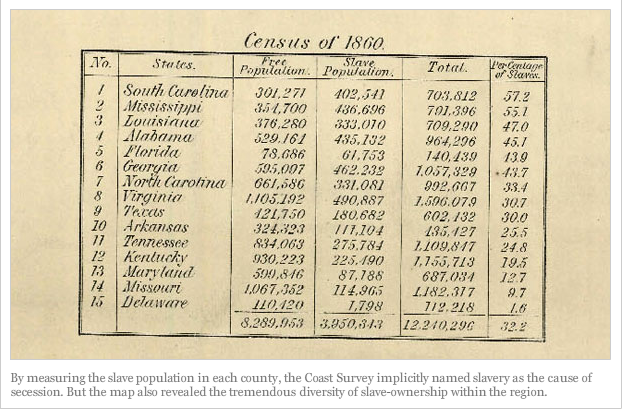 Census of 1860.
No. States. Free Population. Slave Population. Total. Per Centage of Slaves.
1 South Carolina 301,271 402,541 703,812 57.2
2 Mississippi 354,700 436,696 791,396 55.1
3 Louisiana 376,280 333,010 709,290 47.0
4 Alabama 529,164 435,132 964,296 45.1
5 Florida 78,686 61,753 140,439 43.9
6 Georgia 595,097 462,232 1,057,329 43.7
7 North Carolina 661,586 331,081 992,667 33.4
8 Virginia 1,105,192 490,887 1,596,079 30.7
9 Texas 421,750 180,682 602,432 30.0
10 Arkansas 324,323 111,104 435,427 25.5
11 Tennessee 834,063 275,784 1,109,847 24.8
12 Kentucky 930,223 225,490 1,155,713 19.5
13 Maryland 599,846 87,188 687,034 12.7
14 Missouri 1,067,352 114,965 1,182,317 9.7
15 Delaware 110,420 1,798 112,218 1.6
8,289,953 3,950,343 12,240,296 32.2
By measuring the slave population in each county, the Coast Survey implicitly named slavery as the cause of
secession. But the map also revealed the tremendous diversity of slave-ownership within the region.